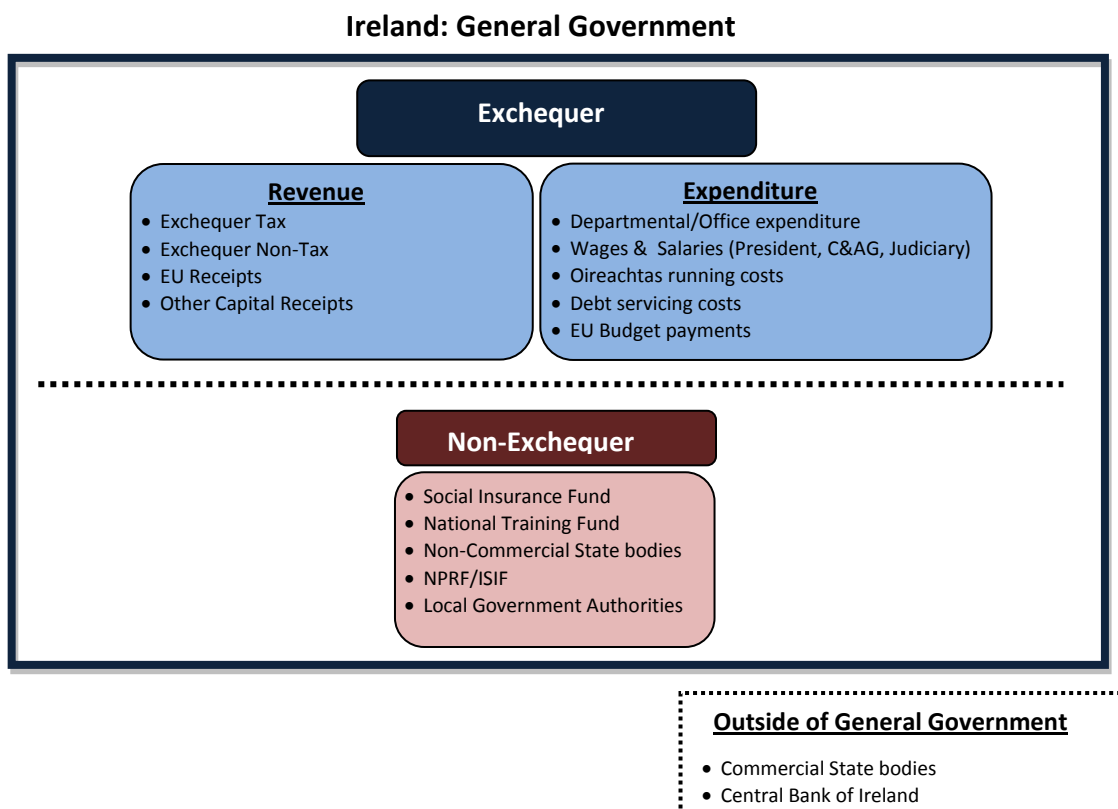 Ireland: General Government
Exchequer
Revenue
• Exchequer Tax
• Exchequer Non-Tax
• EU Receipts
• Other Capital Receipts
Expenditure
• Departmental/Office expenditure
• Wages &  Salaries (President, C&AG, Judiciary)
• Oireachtas running costs
• Debt servicing costs
• EU Budget payments
Non-Exchequer
• Social Insurance Fund
• National Training Fund
• Non-Commercial State bodies
• NPRF/ISIF
• Local Government Authorities
Outside of General Government
• Commercial State bodies
• Central Bank of Ireland